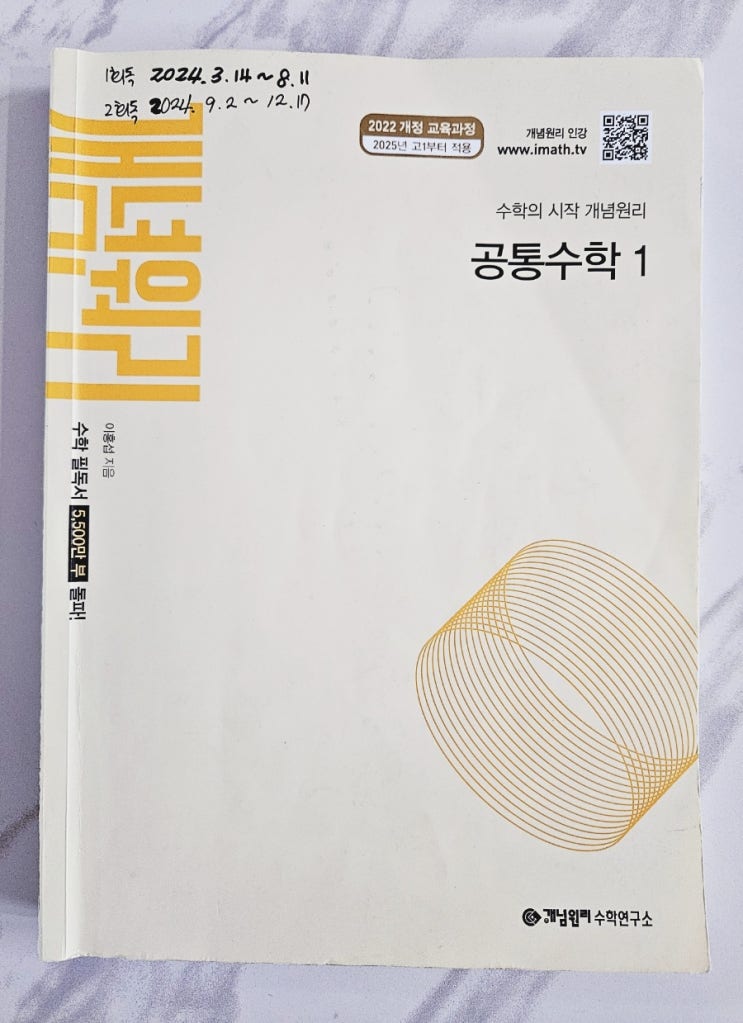 1회독 2024.3.14~8.11
2회독 2024.9.2~12.17
2022 개정 교육과정
2025년 고1부터 적용
개념원리 인강
www.imath.tv
수학의 시작 개념원리
공통수학 1
개념원리
이홍섭 지음
수학 필독서 5,500만 부 돌파!
개념원리 수학연구소